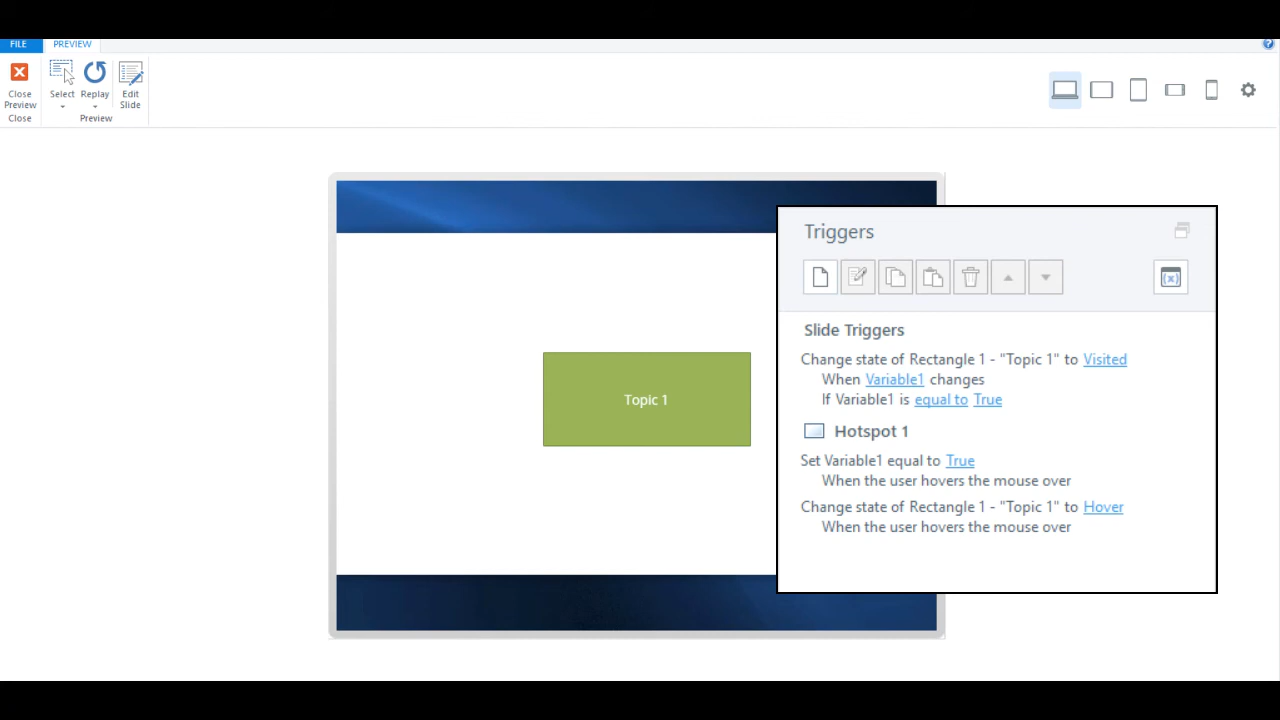 FILE PREVIEW
Close Preview
Select
Replay
Edit Slide
Close
Preview
Topic 1
Triggers
(x)
Slide Triggers
Change state of Rectangle 1 - "Topic 1" to Visited
When Variable1 changes
If Variable1 is equal to True
Hotspot 1
Set Variable1 equal to True
When the user hovers the mouse over
Change state of Rectangle 1 - "Topic 1" to Hover
When the user hovers the mouse over